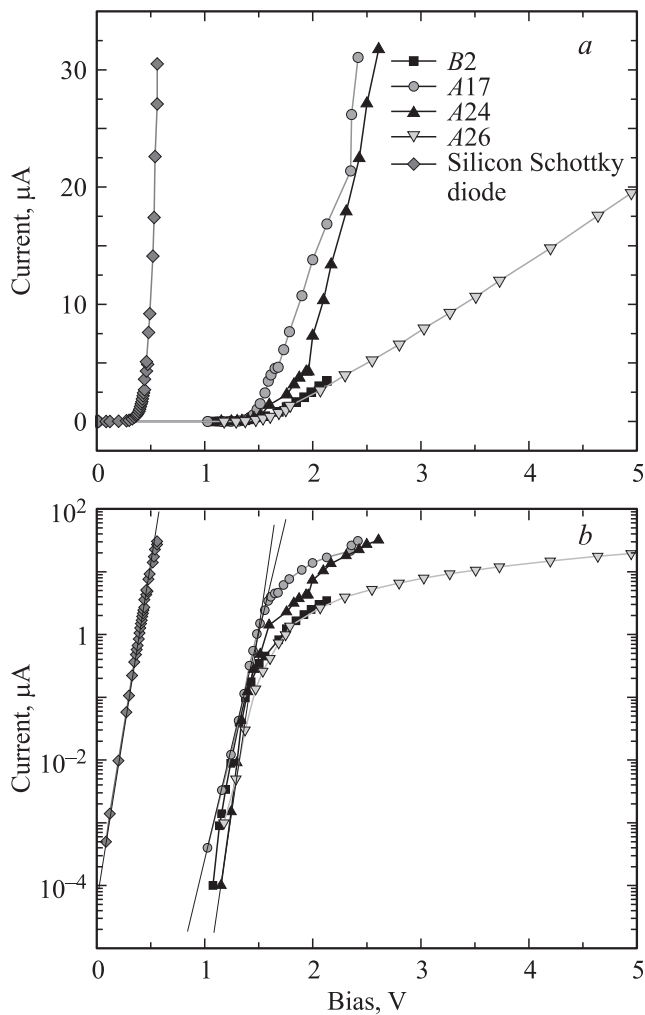 a
30
20
10
0
Current, μA
B2
A17
A24
A26
Silicon Schottky
diode
0 1 2 3 4 5
b
10²
1
10⁻²
10⁻⁴
Current, μA
0 1 2 3 4 5
Bias, V